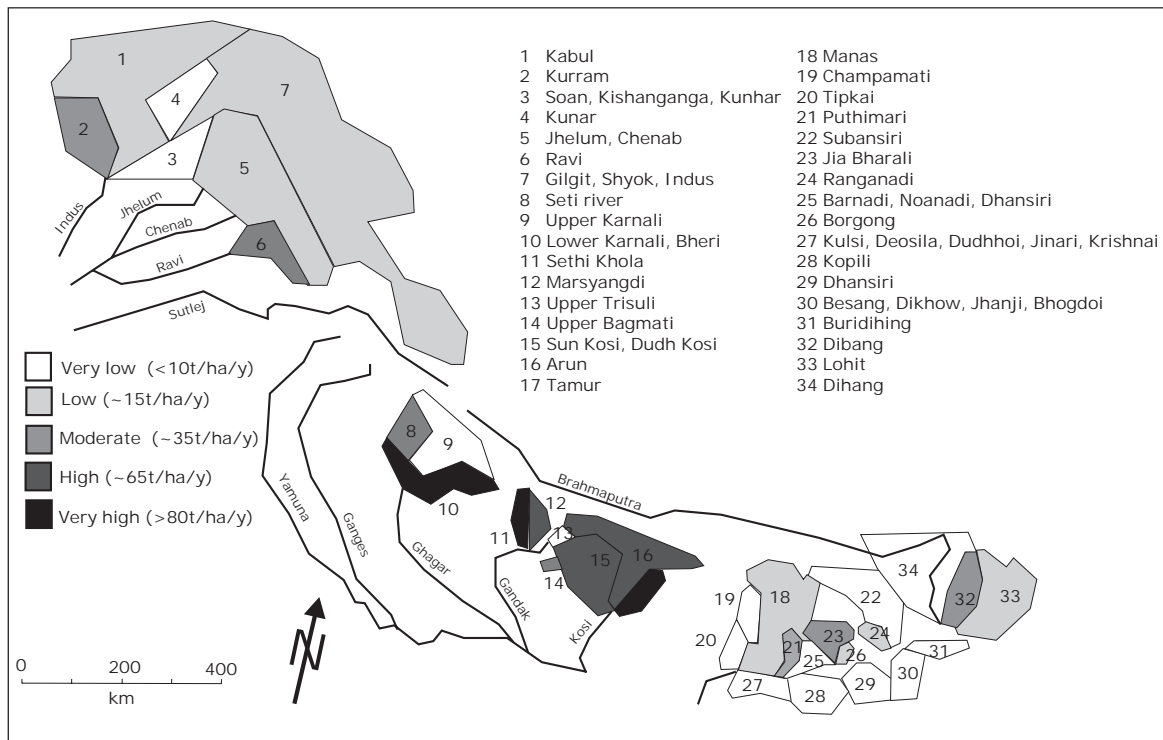 1 Kabul
2 Kurram
3 Soan, Kishanganga, Kunhar
4 Kunar
5 Jhelum, Chenab
6 Ravi
7 Gilgit, Shyok, Indus
8 Seti river
9 Upper Karnali
10 Lower Karnali, Bheri
11 Sethi Khola
12 Marsyangdi
13 Upper Trisuli
14 Upper Bagmati
15 Sun Kosi, Dudh Kosi
16 Arun
17 Tamur
18 Manas
19 Champamati
20 Tipkai
21 Puthimari
22 Subansiri
23 Jia Bharali
24 Ranganadi
25 Barnadi, Noanadi, Dhansiri
26 Borgong
27 Kulsi, Deosila, Dudhhoi, Jinari, Krishnai
28 Kopili
29 Dhansiri
30 Besang, Dikhow, Jhanji, Bhogdoi
31 Buridihing
32 Dibang
33 Lohit
34 Dihang
1
7
4
2
3
5
6
Indus
Jhelum
Chenab
Ravi
Sutlej
Very low (<10t/ha/y)
Low (~15t/ha/y)
Moderate (~35t/ha/y)
High (~65t/ha/y)
Very high (>80t/ha/y)
8
9
10
Yamuna
Ganges
Ghagar
Gandak
Kosi
Brahmaputra
11
12
13
14
15
16
34
33
32
18
19
22
20
21
23
24
25
26
31
30
27
28
29
N
0 200 400
km